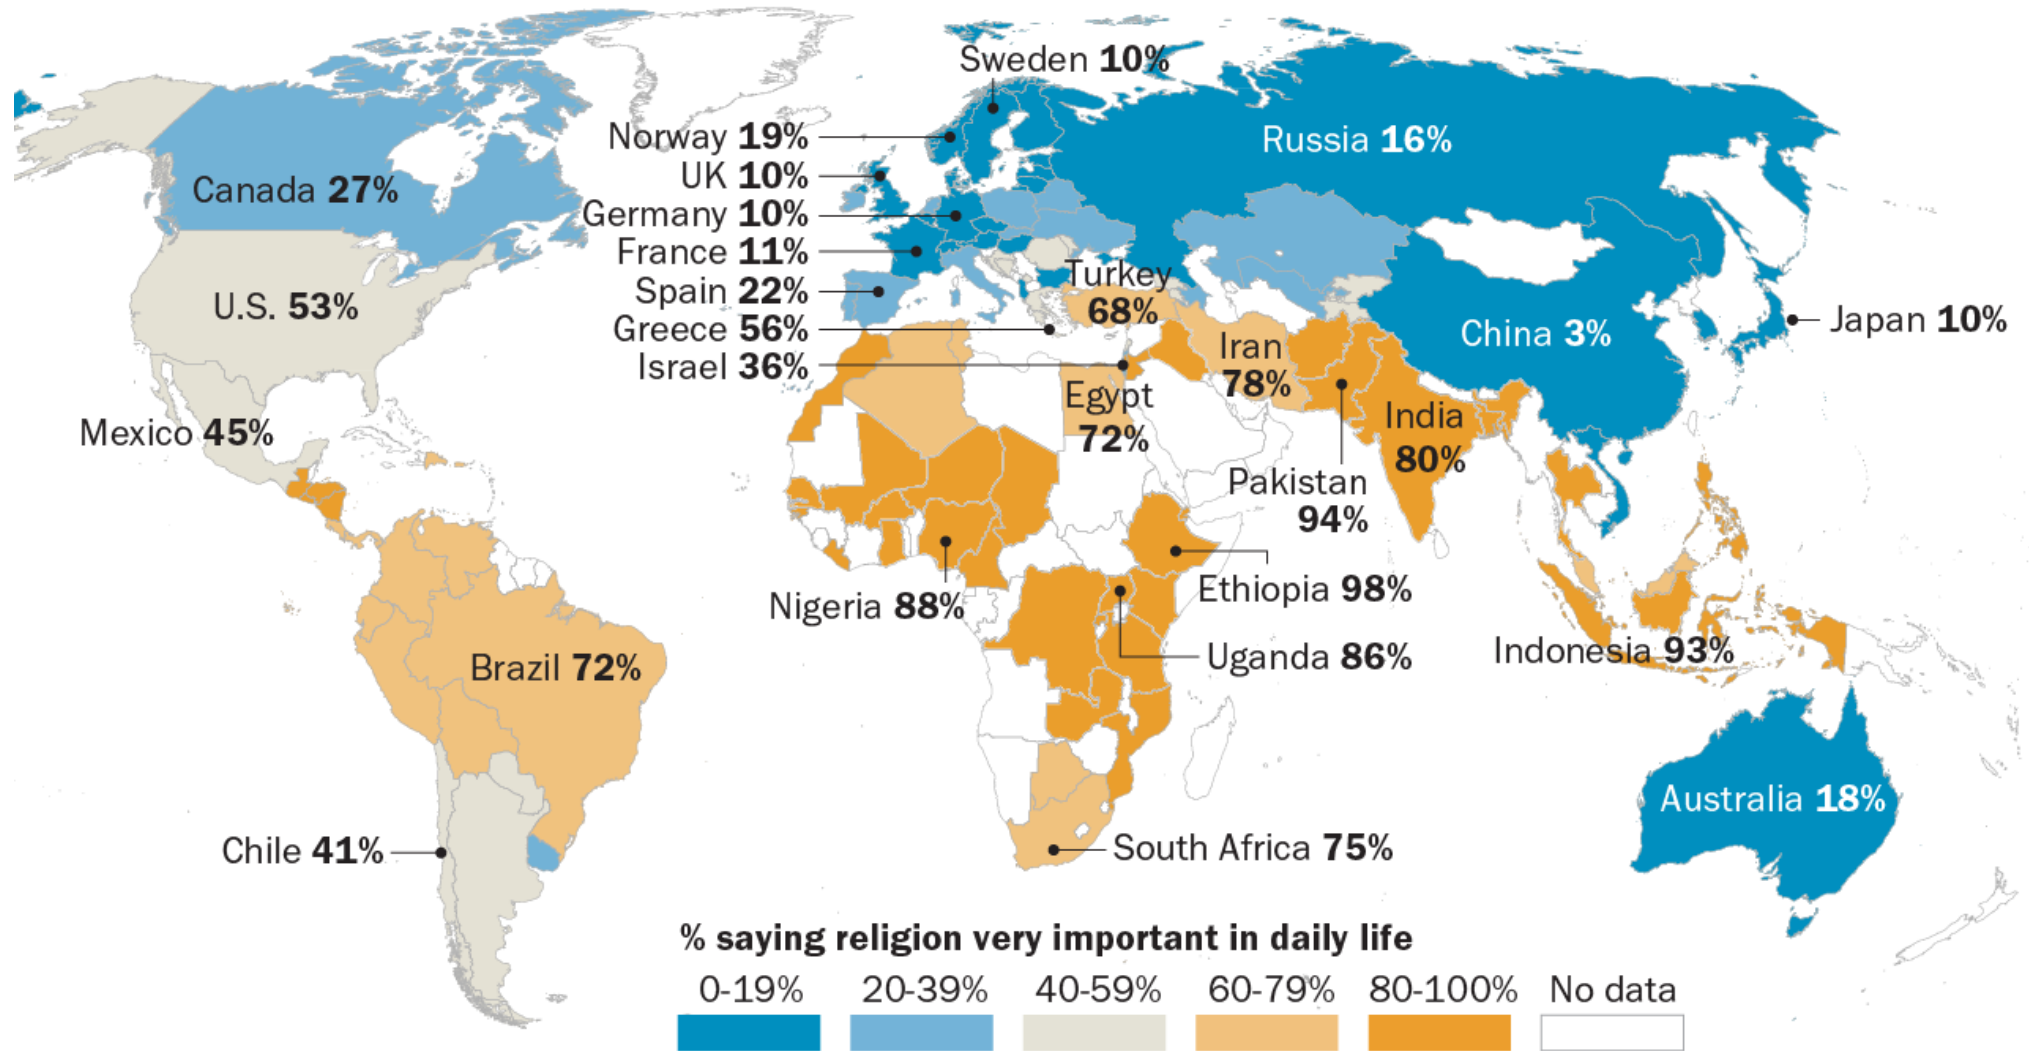 Sweden 10%
Norway 19%
UK 10%
Germany 10%
France 11%
Spain 22%
Greece 56%
Israel 36%
Russia 16%
Canada 27%
U.S. 53%
Mexico 45%
Turkey
68%
Iran
78%
Egypt
72%
China 3%
Japan 10%
India
80%
Pakistan
94%
Nigeria 88%
Ethiopia 98%
Uganda 86%
Indonesia 93%
Brazil 72%
Chile 41%
South Africa 75%
Australia 18%
% saying religion very important in daily life
0-19% 20-39% 40-59% 60-79% 80-100% No data